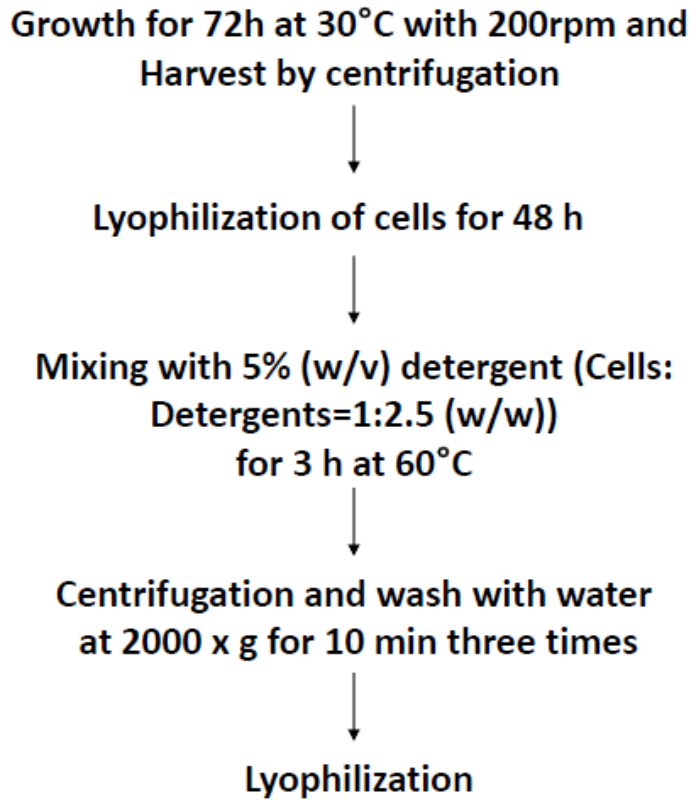 Growth for 72h at 30°C with 200rpm and
Harvest by centrifugation
Lyophilization of cells for 48 h
Mixing with 5% (w/v) detergent (Cells:
Detergents=1:2.5 (w/w))
for 3 h at 60°C
Centrifugation and wash with water
at 2000 x g for 10 min three times
Lyophilization